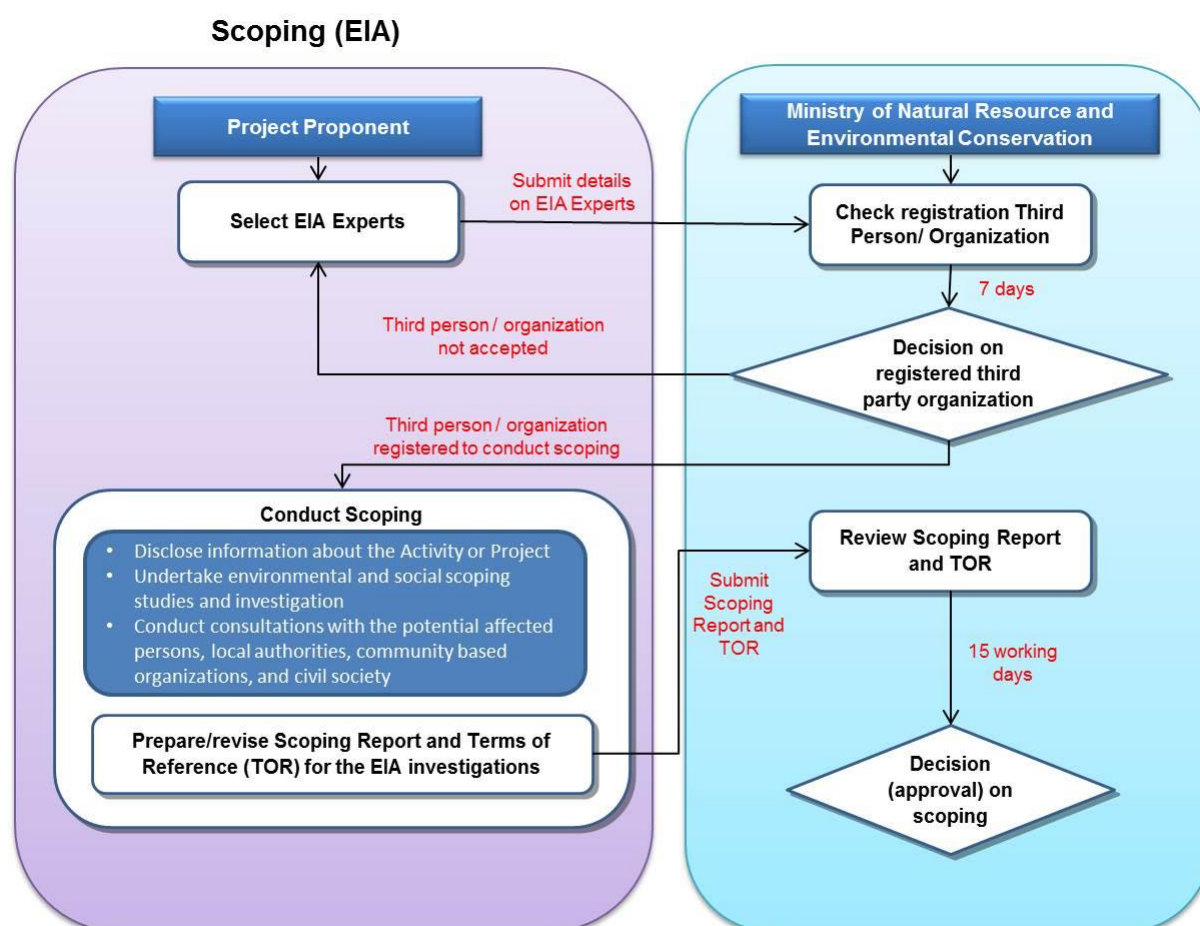 Scoping (EIA)
Project Proponent
Ministry of Natural Resource and
Environmental Conservation
Select EIA Experts
Submit details
on EIA Experts
Check registration Third
Person/ Organization
7 days
Third person / organization
not accepted
Decision on
registered third
party organization
Third person / organization
registered to conduct scoping
Conduct Scoping
• Disclose information about the Activity or Project
• Undertake environmental and social scoping
studies and investigation
• Conduct consultations with the potential affected
persons, local authorities, community based
organizations, and civil society
Prepare/revise Scoping Report and Terms of
Reference (TOR) for the EIA investigations
Submit
Scoping
Report and
TOR
Review Scoping Report
and TOR
15 working
days
Decision
(approval) on
scoping